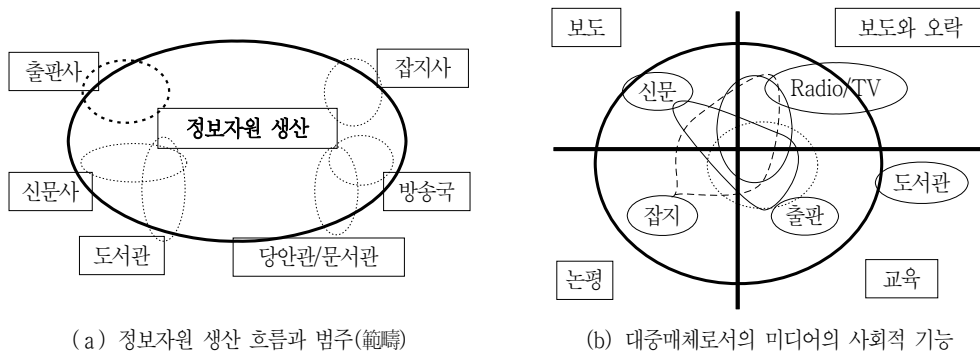 출판사
잡지사
정보자원 생산
신문사
방송국
도서관
당안관/문서관
(a) 정보자원 생산 흐름과 범주(範疇)
보도
보도와 오락
신문
Radio/TV
도서관
잡지
출판
논평
교육
(b) 대중매체로서의 미디어의 사회적 기능